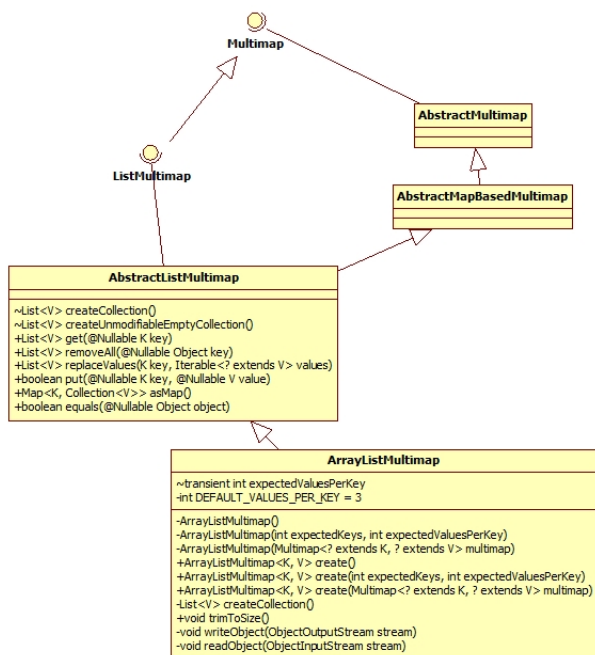 Multimap
AbstractMultimap
ListMultimap
AbstractMapBasedMultimap
AbstractListMultimap
~List<V> createCollection()
~List<V> createUnmodifiableEmptyCollection()
+List<V> get(@Nullable K key)
+List<V> removeAll(@Nullable Object key)
+List<V> replaceValues(K key, Iterable<? extends V> values)
+boolean put(@Nullable K key, @Nullable V value)
+Map<K, Collection<V>> asMap()
+boolean equals(@Nullable Object object)
ArrayListMultimap
~transient int expectedValuesPerKey
-int DEFAULT_VALUES_PER_KEY = 3
-ArrayListMultimap()
-ArrayListMultimap(int expectedKeys, int expectedValuesPerKey)
-ArrayListMultimap(Multimap<? extends K, ? extends V> multimap)
+ArrayListMultimap<K, V> create()
+ArrayListMultimap<K, V> create(int expectedKeys, int expectedValuesPerKey)
+ArrayListMultimap<K, V> create(Multimap<? extends K, ? extends V> multimap)
-List<V> createCollection()
+void trimToSize()
-void writeObject(ObjectOutputStream stream)
-void readObject(ObjectInputStream stream)